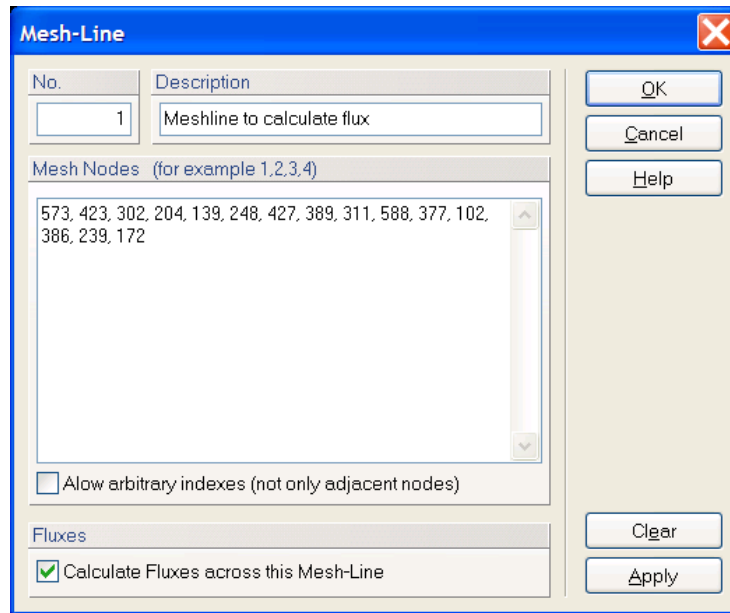 Mesh-Line
No.
Description
1
Meshline to calculate flux
Mesh Nodes (for example 1,2,3,4)
573, 423, 302, 204, 139, 248, 427, 389, 311, 588, 377, 102,
386, 239, 172
Alow arbitrary indexes (not only adjacent nodes)
Fluxes
Calculate Fluxes across this Mesh-Line
OK
Cancel
Help
Clear
Apply